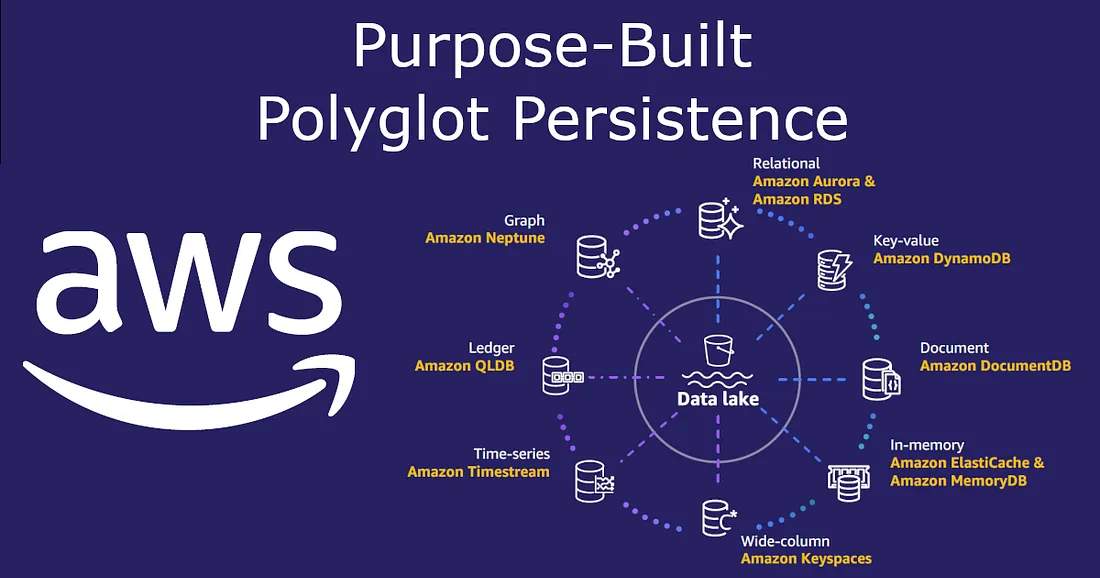 Purpose-Built
Polyglot Persistence
aws
Relational
Amazon Aurora &
Amazon RDS
Key-value
Amazon DynamoDB
Document
Amazon DocumentDB
In-memory
Amazon ElastiCache &
Amazon MemoryDB
Wide-column
Amazon Keyspaces
Time-series
Amazon Timestream
Ledger
Amazon QLDB
Graph
Amazon Neptune
Data lake